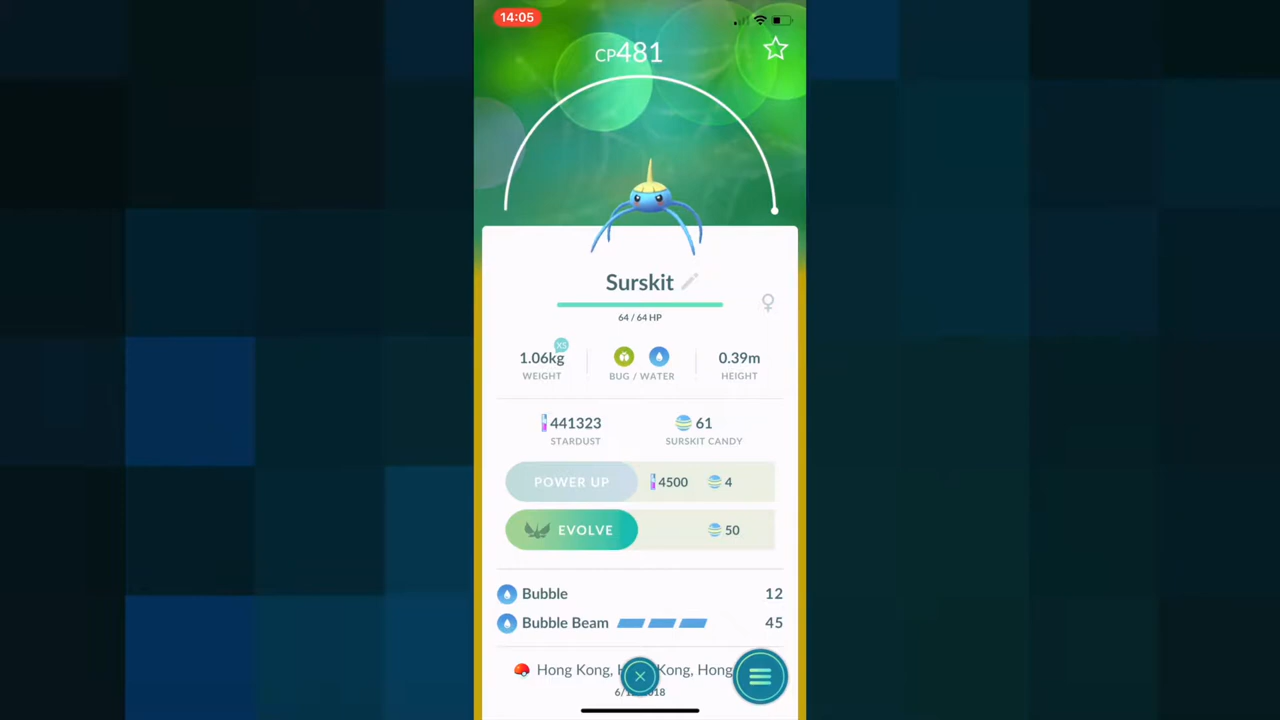 14:05
CP481
Surskit
64 / 64 HP
XS
1.06kg
WEIGHT
BUG / WATER
0.39m
HEIGHT
441323
STARDUST
61
SURSKIT CANDY
POWER UP 4500 4
EVOLVE 50
Bubble 12
Bubble Beam 45
Hong Kong, Kong, Hong